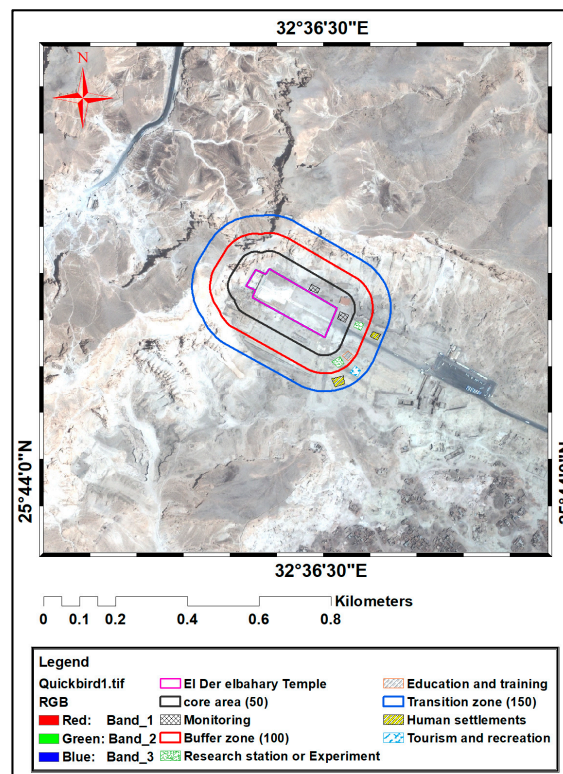 32°36'30"E
N
25°44'0"N
25°44'0"N
32°36'30"E
Kilometers
0 0.1 0.2 0.4 0.6 0.8
Legend
Quickbird1.tif
RGB
Red: Band_1
Green: Band_2
Blue: Band_3
El Der elbahary Temple
core area (50)
Monitoring
Buffer zone (100)
Research station or Experiment
Education and training
Transition zone (150)
Human settlements
Tourism and recreation